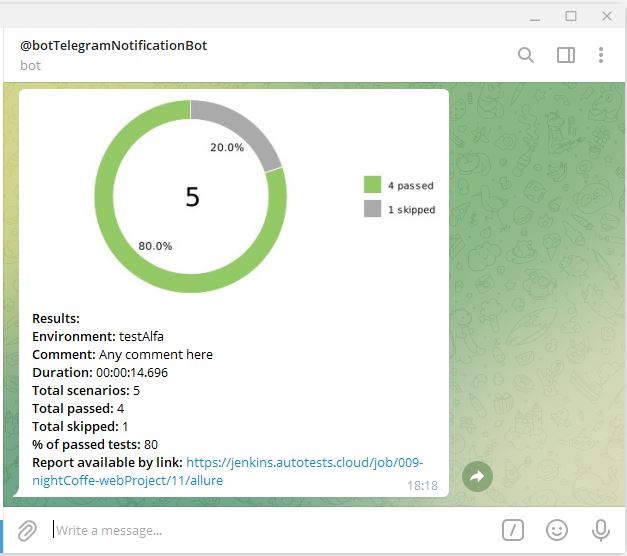 @botTelegramNotificationBot
bot
20.0%
5
80.0%
4 passed
1 skipped
Results:
Environment: testAlfa
Comment: Any comment here
Duration: 00:00:14.696
Total scenarios: 5
Total passed: 4
Total skipped: 1
% of passed tests: 80
Report available by link: https://jenkins.autotests.cloud/job/009-
nightCoffe-webProject/11/allure
18:18
Write a message...